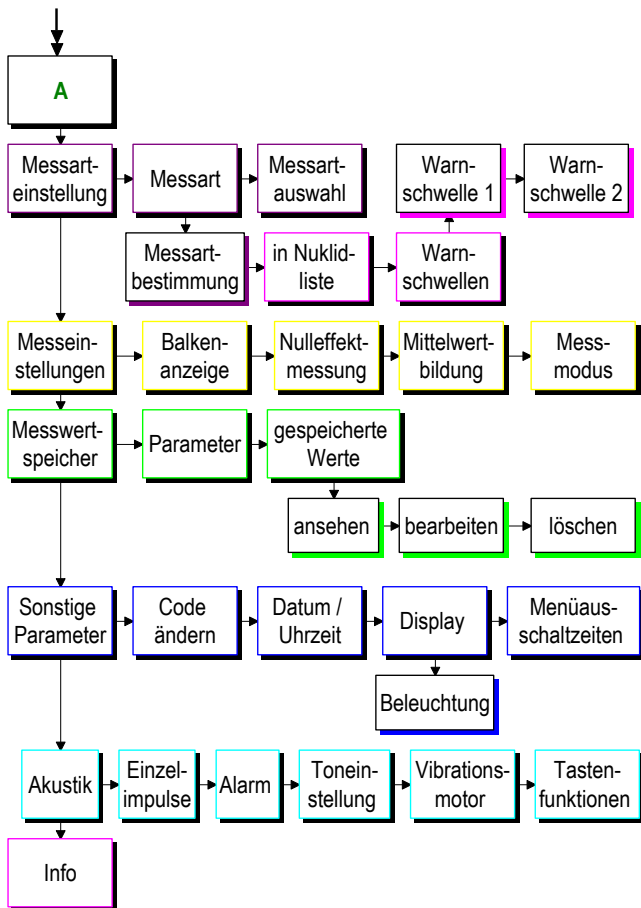 A
Messart-
einstellung
Messart
Messart-
auswahl
Warn-
schwelle 1
Warn-
schwelle 2
Messart-
bestimmung
in Nuklid-
liste
Warn-
schwellen
Messein-
stellungen
Balken-
anzeige
Nulleffekt-
messung
Mittelwert-
bildung
Mess-
modus
Messwert-
speicher
Parameter
gespeicherte
Werte
ansehen
bearbeiten
löschen
Sonstige
Parameter
Code
ändern
Datum /
Uhrzeit
Display
Menüaus-
schaltzeiten
Beleuchtung
Akustik
Einzel-
impulse
Alarm
Tonein-
stellung
Vibrations-
motor
Tasten-
funktionen
Info